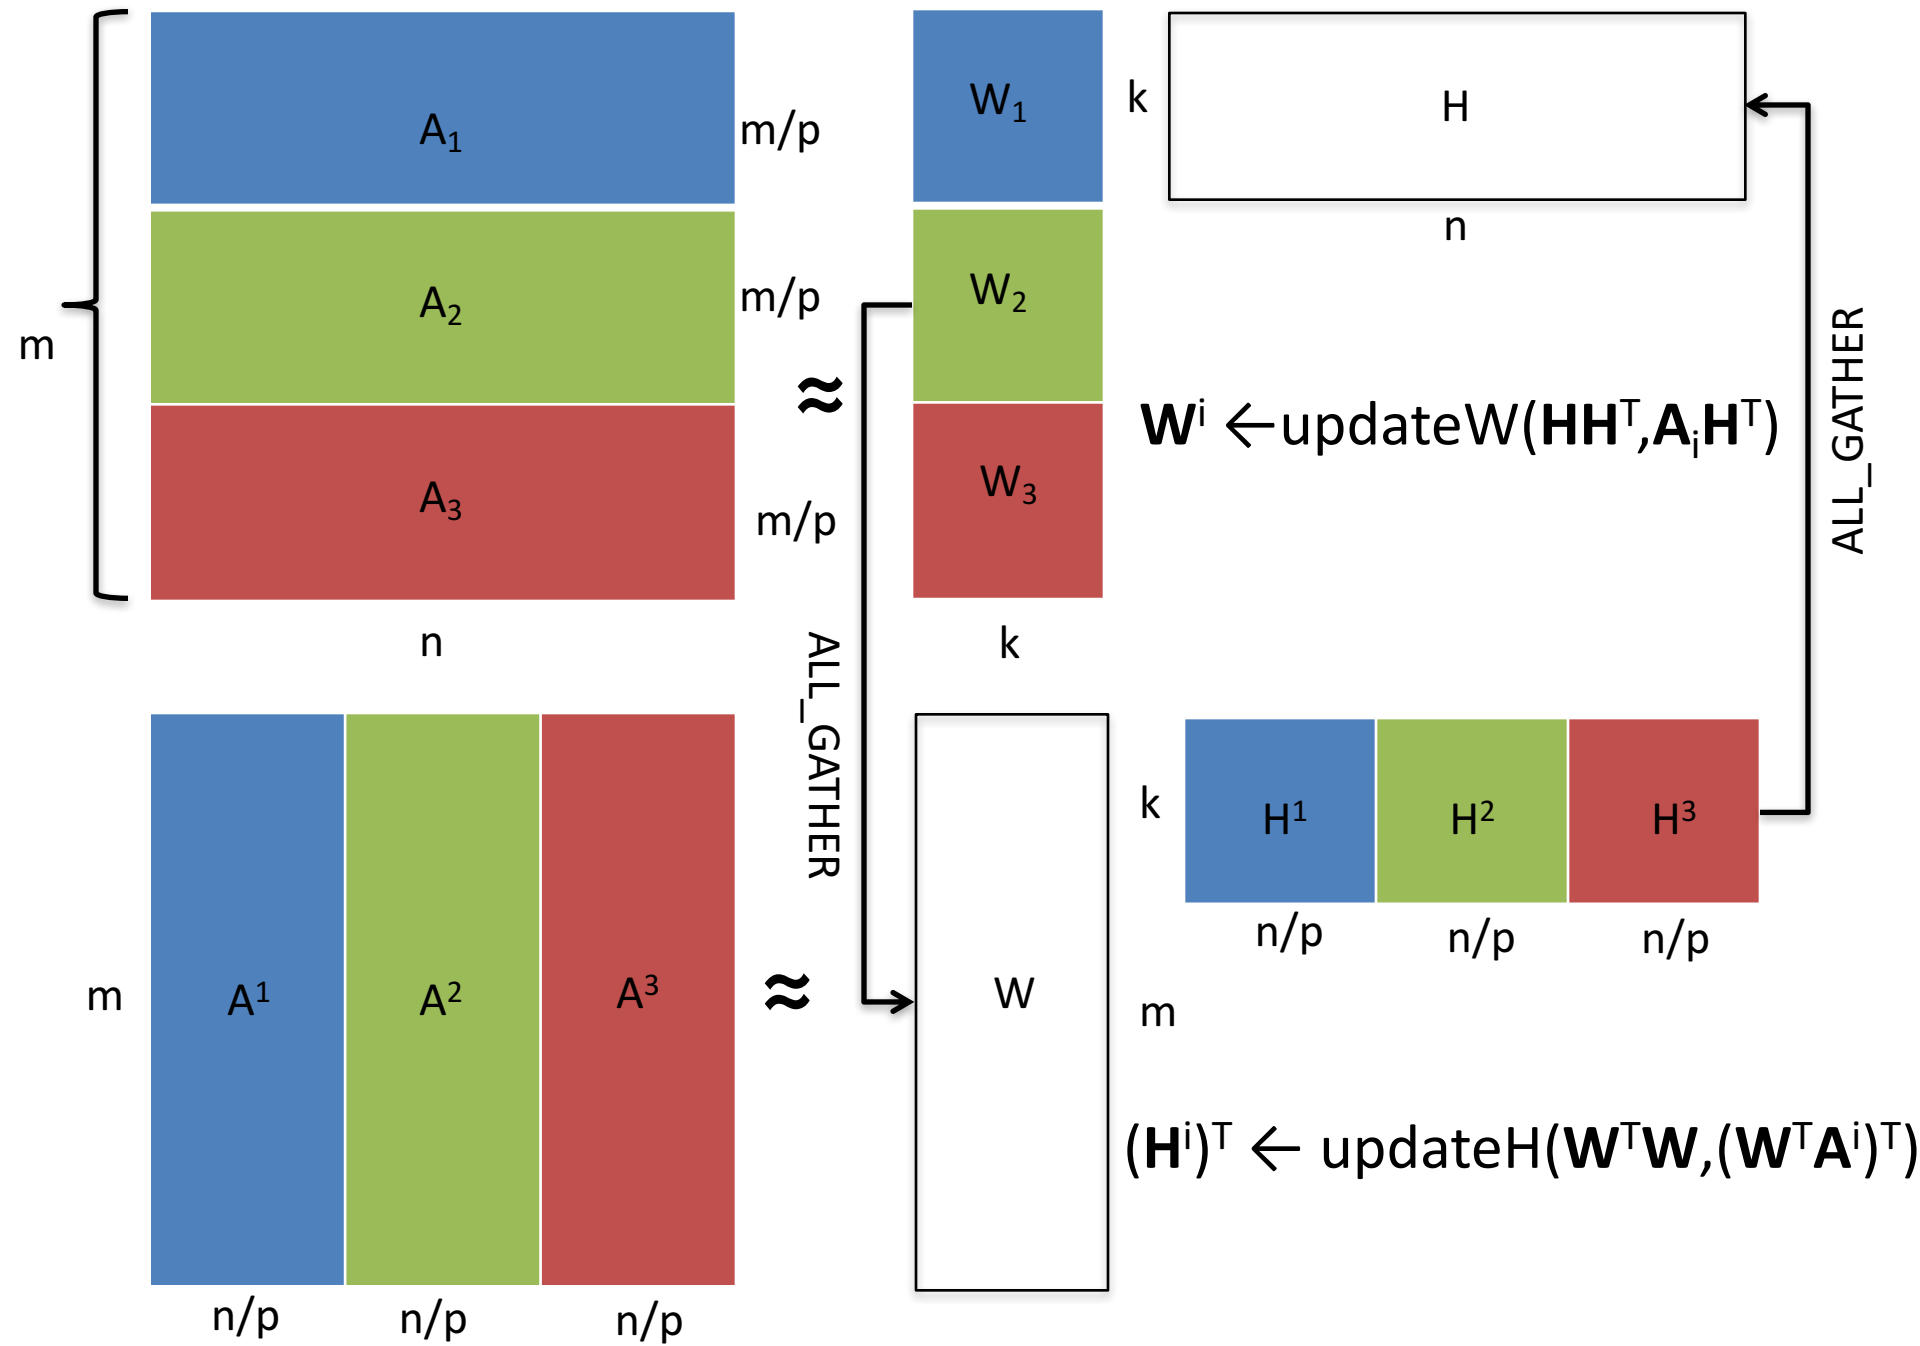 A₁
m/p
W₁
k
H
n
A₂
m/p
W₂
m
≈
Wⁱ ←updateW(HHᵀ,AᵢHᵀ)
ALL_GATHER
A₃
m/p
W₃
n
k
ALL_GATHER
k
H¹
H²
H³
n/p
n/p
n/p
m
A¹
A²
A³
≈
W
m
(Hⁱ)ᵀ ← updateH(WᵀW,(WᵀAⁱ)ᵀ)
n/p
n/p
n/p